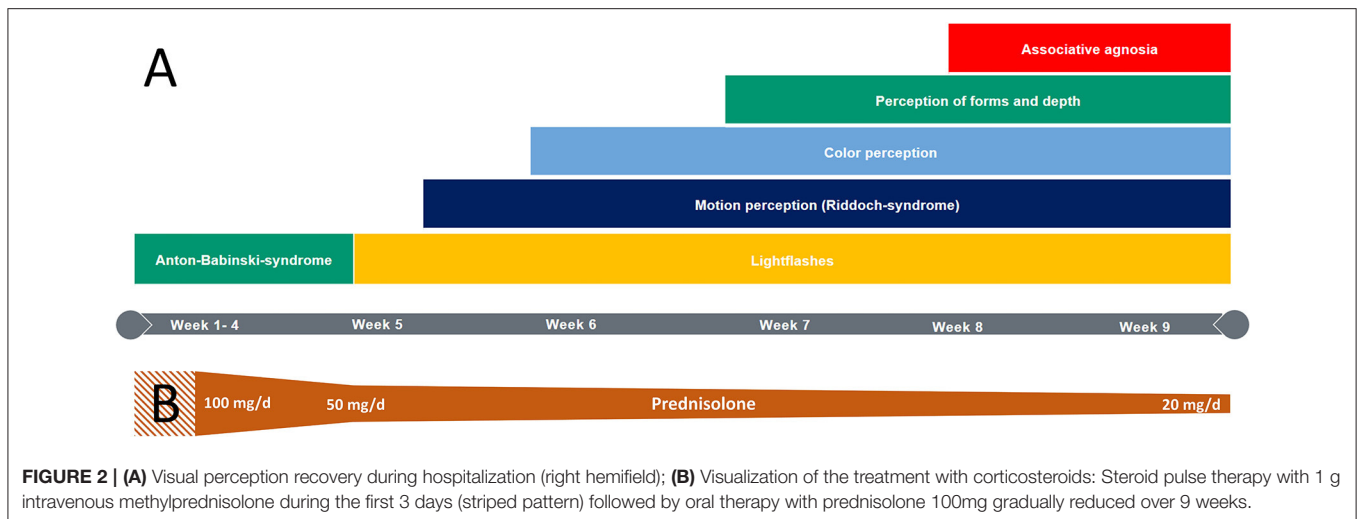 A
Associative agnosia
Perception of forms and depth
Color perception
Motion perception (Riddoch-syndrome)
Anton-Babinski-syndrome Lightflashes
Week 1- 4 Week 5 Week 6 Week 7 Week 8 Week 9
B 100 mg/d 50 mg/d Prednisolone 20 mg/d
FIGURE 2 | (A) Visual perception recovery during hospitalization (right hemifield); (B) Visualization of the treatment with corticosteroids: Steroid pulse therapy with 1 g
intravenous methylprednisolone during the first 3 days (striped pattern) followed by oral therapy with prednisolone 100mg gradually reduced over 9 weeks.